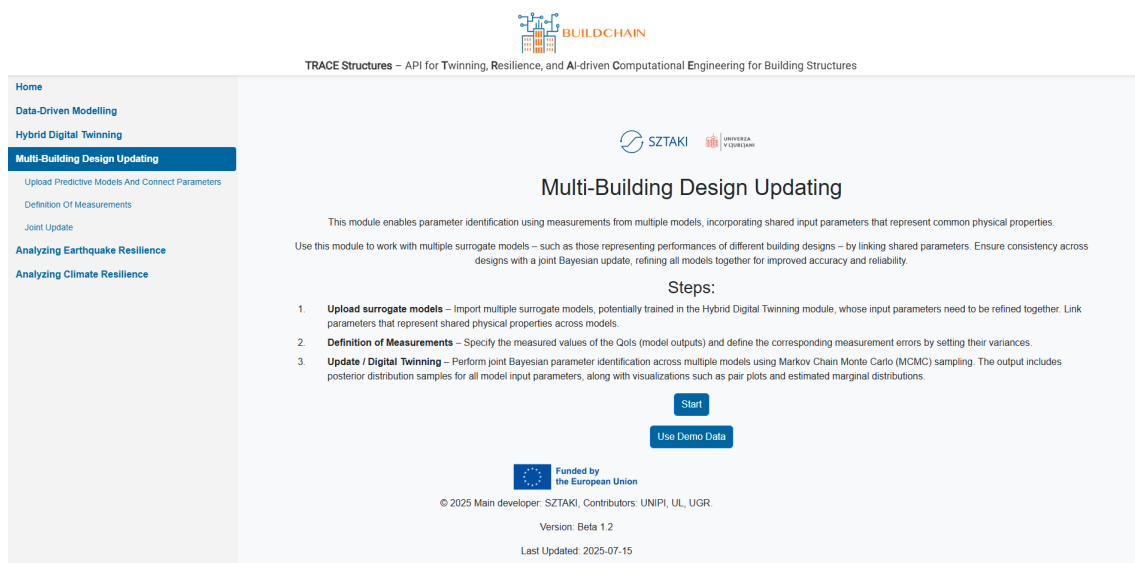 BUILDCHAIN
TRACE Structures – API for Twinning, Resilience, and AI-driven Computational Engineering for Building Structures
Home
Data-Driven Modelling
Hybrid Digital Twinning
Multi-Building Design Updating
Upload Predictive Models And Connect Parameters
Definition Of Measurements
Joint Update
Analyzing Earthquake Resilience
Analyzing Climate Resilience
SZTAKI
UNIVERZA
V LJUBLJANI
Multi-Building Design Updating
This module enables parameter identification using measurements from multiple models, incorporating shared input parameters that represent common physical properties.
Use this module to work with multiple surrogate models – such as those representing performances of different building designs – by linking shared parameters. Ensure consistency across
designs with a joint Bayesian update, refining all models together for improved accuracy and reliability.
Steps:
1. Upload surrogate models – Import multiple surrogate models, potentially trained in the Hybrid Digital Twinning module, whose input parameters need to be refined together. Link
parameters that represent shared physical properties across models.
2. Definition of Measurements – Specify the measured values of the QoIs (model outputs) and define the corresponding measurement errors by setting their variances.
3. Update / Digital Twinning – Perform joint Bayesian parameter identification across multiple models using Markov Chain Monte Carlo (MCMC) sampling. The output includes
posterior distribution samples for all model input parameters, along with visualizations such as pair plots and estimated marginal distributions.
Start
Use Demo Data
Funded by
the European Union
© 2025 Main developer: SZTAKI, Contributors: UNIPI, UL, UGR.
Version: Beta 1.2
Last Updated: 2025-07-15